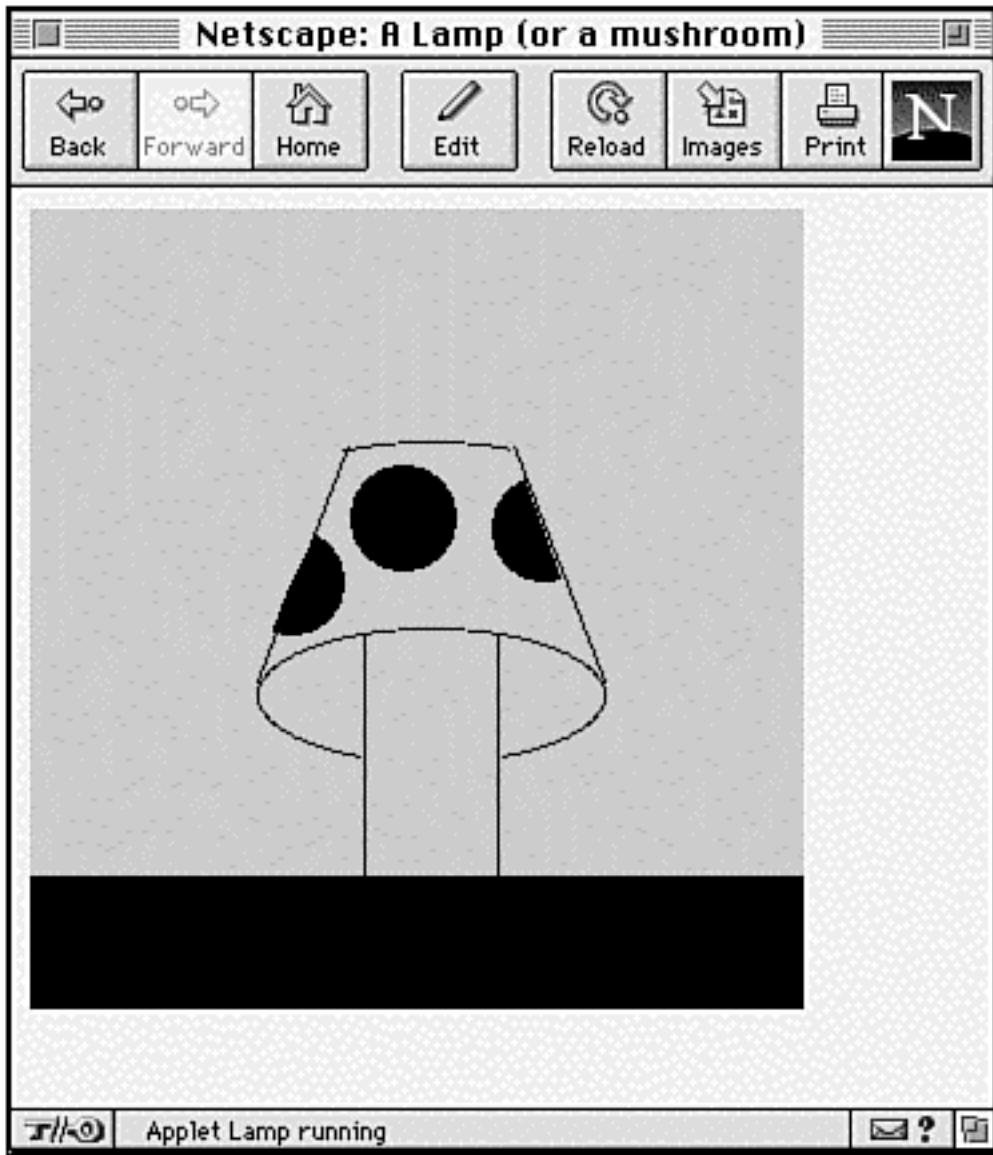 Netscape: A Lamp (or a mushroom)
Back Forward Home Edit Reload Images Print N
Applet Lamp running ?